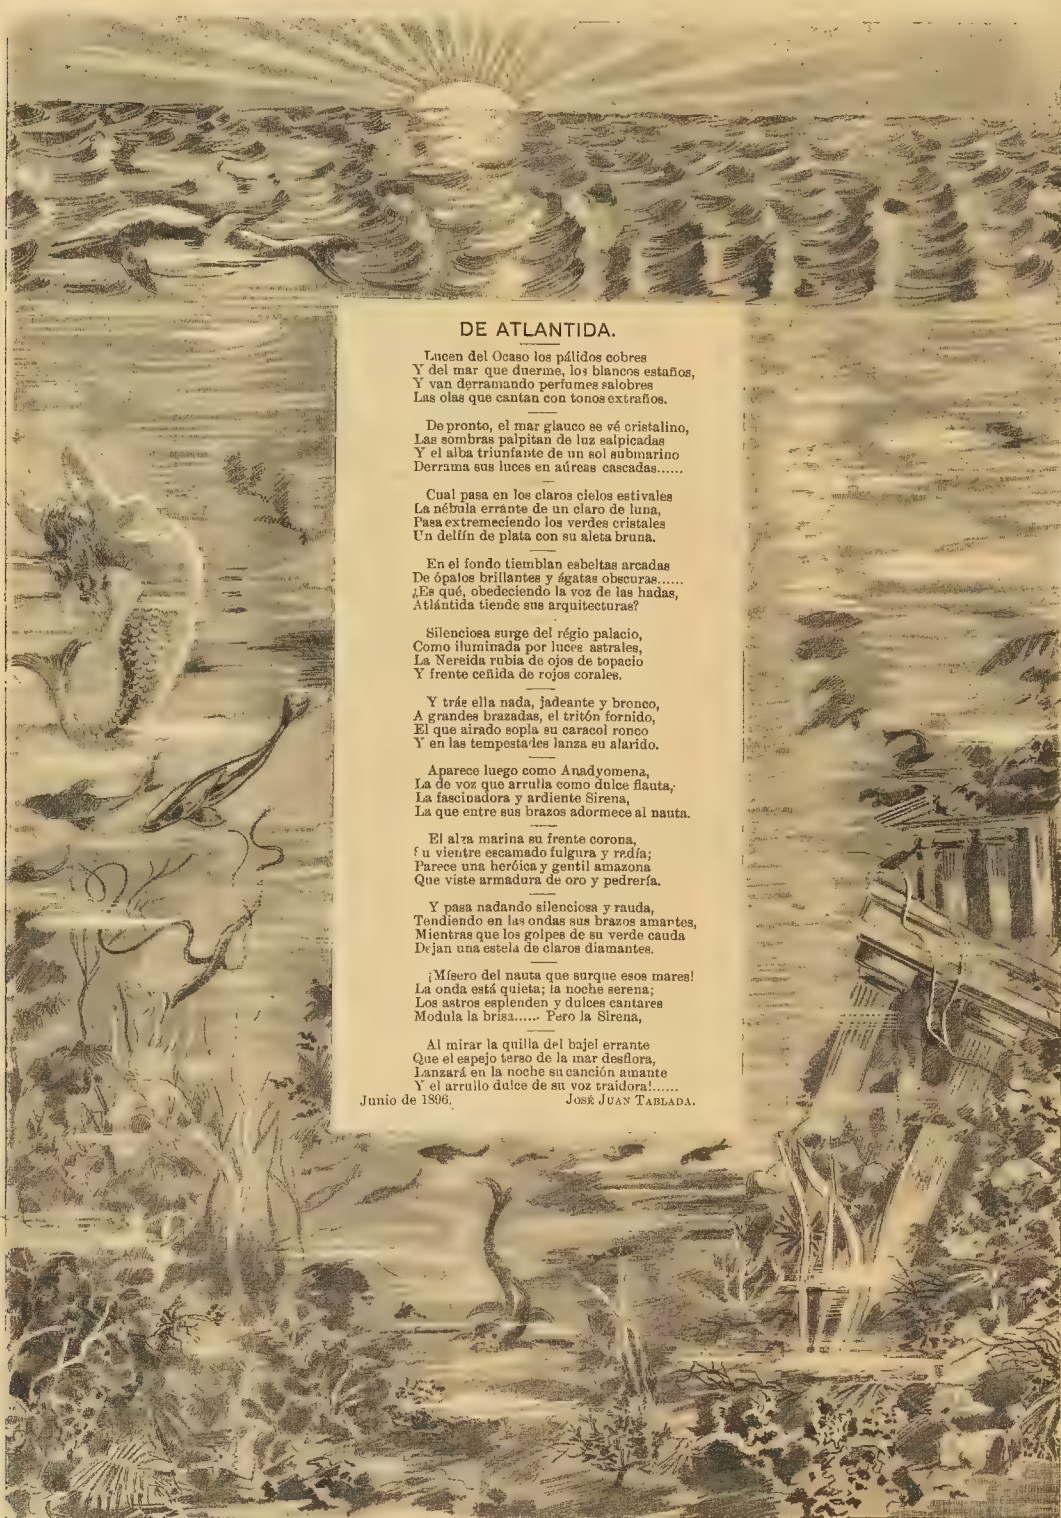 DE ATLANTIDA.
Lucen del Ocaso los pálidos cobres
Y del mar que duerme, los blancos estaños,
Y van derramando perfumes salobres
Las olas que cantan con tonos extraños.
De pronto, el mar glauco se vé cristalino,
Las sombras palpitan de luz salpicadas
Y el alba triunfante de un sol submarino
Derrama sus luces en aúreas cascadas......
Cual pasa en los claros cielos estivales
La nébula errante de un claro de luna,
Pasa extremeciendo los verdes cristales
Un delfín de plata con su aleta bruna.
En el fondo tiemblan esbeltas arcadas
De ópalos brillantes y ágatas obscuras......
¿Es qué, obedeciendo la voz de las hadas,
Atlántida tiende sus arquitecturas?
Silenciosa surge del régio palacio,
Como iluminada por luces astrales,
La Nereida rubia de ojos de topacio
Y frente ceñida de rojos corales.
Y trás ella nada, jadeante y bronco,
A grandes brazadas, el tritón fornido,
El que airado sopla su caracol ronco
Y en las tempestades lanza su alarido.
Aparece luego como Anadyomena,
La de voz que arrulla como dulce flauta,
La fascinadora y ardiente Sirena,
La que entre sus brazos adormece al nauta.
El alga marina su frente corona,
Su vientre escamado fulgura y radía;
Parece una heróica y gentil amazona
Que viste armadura de oro y pedrería.
Y pasa nadando silenciosa y rauda,
Tendiendo en las ondas sus brazos amantes,
Mientras que los golpes de su verde cauda
Dejan una estela de claros diamantes.
¡Mísero del nauta que surque esos mares!
La onda está quieta; la noche serena;
Los astros esplenden y dulces cantares
Modula la brisa...... Pero la Sirena,
Al mirar la quilla del bajel errante
Que el espejo terso de la mar desflora,
Lanzará en la noche su canción amante
Y el arrullo dulce de su voz traidora!......
Junio de 1896. JOSÉ JUAN TABLADA.